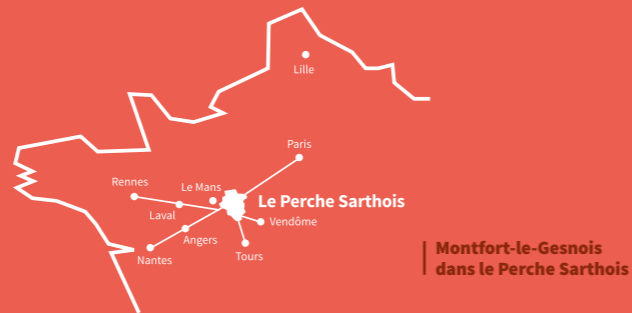 Lille
Paris
Rennes
Le Mans
Le Perche Sarthois
Laval
Vendôme
Angers
Nantes
Tours
Montfort-le-Gesnois
dans le Perche Sarthois